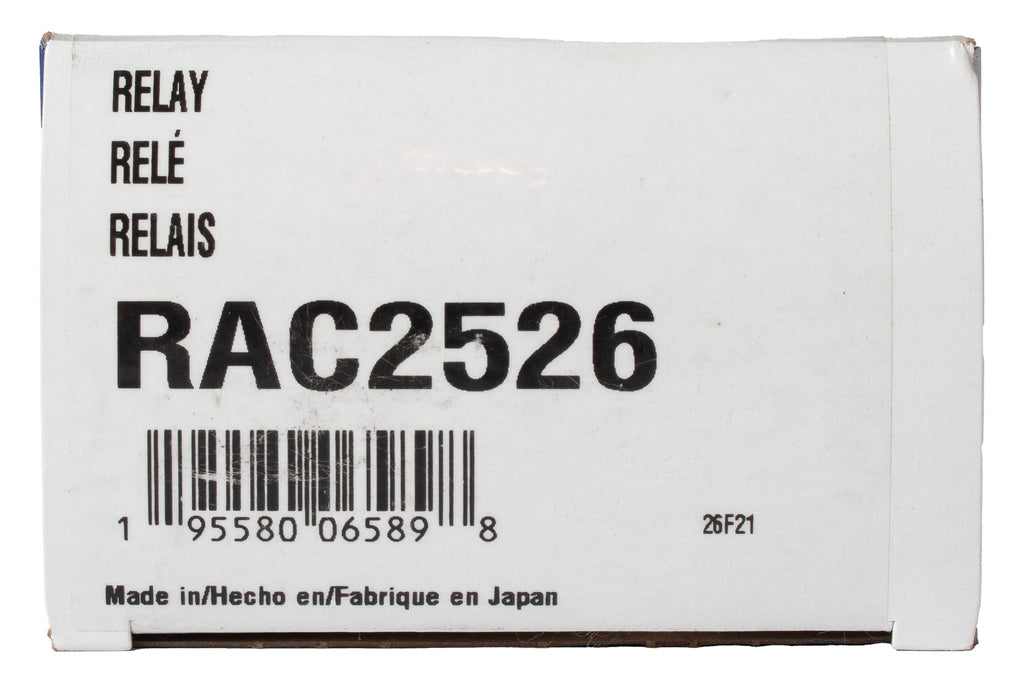 RELAY
RELÉ
RELAIS
RAC2526
1 95580 06589 8
26F21
Made in/Hecho en/Fabrique en Japan